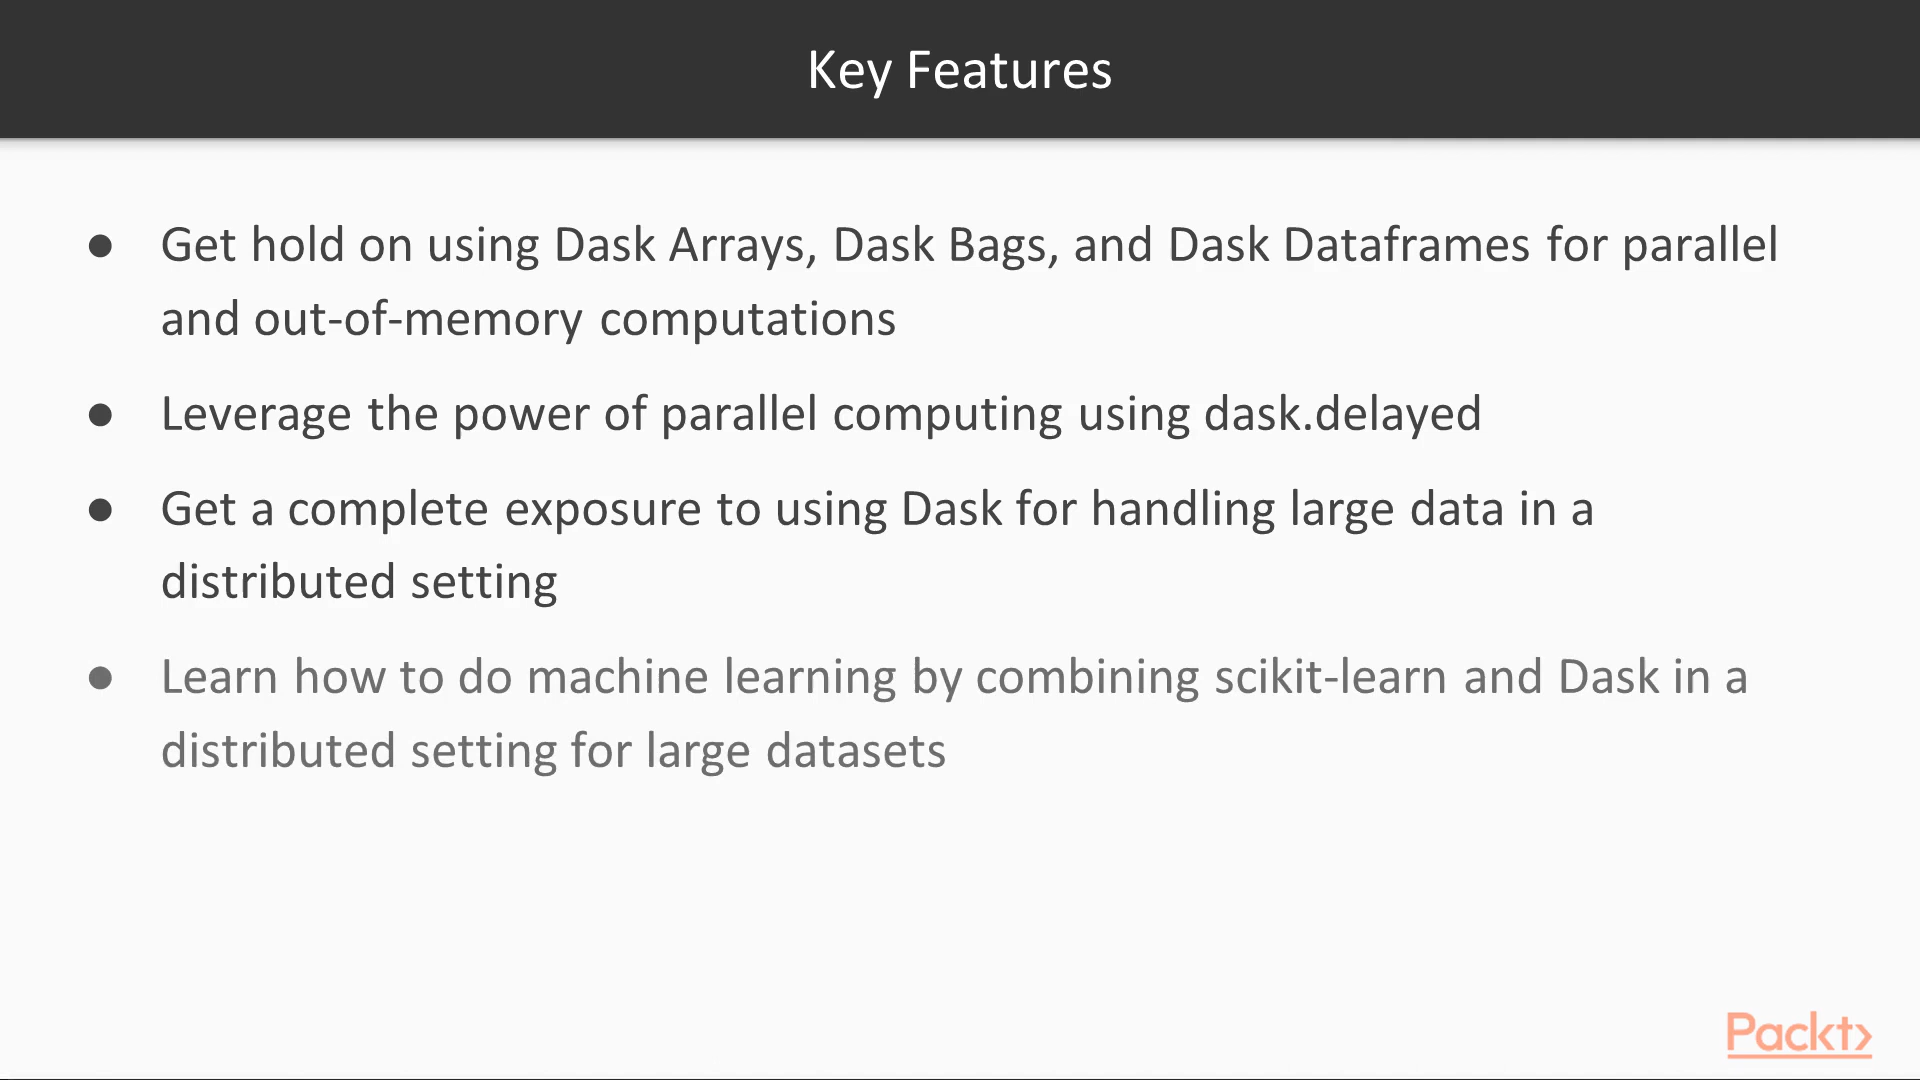 Key Features
● Get hold on using Dask Arrays, Dask Bags, and Dask Dataframes for parallel
and out-of-memory computations
● Leverage the power of parallel computing using dask.delayed
● Get a complete exposure to using Dask for handling large data in a
distributed setting
● Learn how to do machine learning by combining scikit-learn and Dask in a
distributed setting for large datasets
Packt>